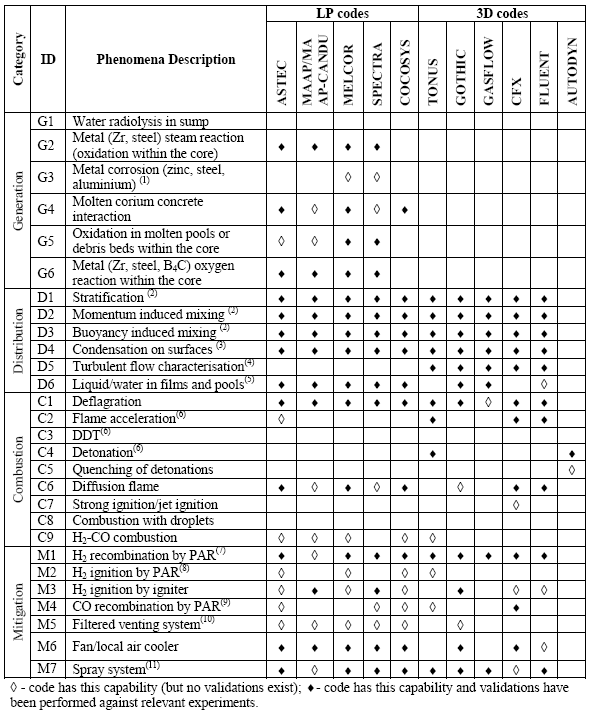 Category ID Phenomena Description LP codes 3D codes
ASTEC MAAP/MA AP-CANDU MELCOR SPECTRA COCOSYS TONUS GOTHIC GASFLOW CFX FLUENT AUTODYN
Generation
G1 Water radiolysis in sump
G2 Metal (Zr, steel) steam reaction
(oxidation within the core) ♦ ♦ ♦ ♦
G3 Metal corrosion (zinc, steel,
aluminium) (1) ◊ ◊
G4 Molten corium concrete
interaction ♦ ◊ ♦ ◊ ♦
G5 Oxidation in molten pools or
debris beds within the core ◊ ◊ ♦ ♦
G6 Metal (Zr, steel, B4C) oxygen
reaction within the core ♦ ♦ ♦ ♦
Distribution
D1 Stratification (2) ♦ ♦ ♦ ♦ ♦ ♦ ♦ ♦ ♦ ♦
D2 Momentum induced mixing (2) ♦ ♦ ♦ ♦ ♦ ♦ ♦ ♦ ♦ ♦
D3 Buoyancy induced mixing (2) ♦ ♦ ♦ ♦ ♦ ♦ ♦ ♦ ♦ ♦
D4 Condensation on surfaces (3) ♦ ♦ ♦ ♦ ♦ ♦ ♦ ♦ ♦ ♦
D5 Turbulent flow characterisation(4) ♦ ♦ ♦ ♦ ♦
D6 Liquid/water in films and pools(5) ♦ ♦ ♦ ♦ ♦ ♦ ♦ ◊
Combustion
C1 Deflagration ♦ ♦ ♦ ♦ ♦ ♦ ♦ ◊ ♦ ♦
C2 Flame acceleration(6) ◊ ♦ ♦ ♦
C3 DDT(6)
C4 Detonation(6) ♦ ♦
C5 Quenching of detonations ◊
C6 Diffusion flame ♦ ◊ ♦ ◊ ♦ ◊ ♦ ♦
C7 Strong ignition/jet ignition ◊
C8 Combustion with droplets
C9 H2-CO combustion ◊ ◊ ◊ ◊ ◊
Mitigation
M1 H2 recombination by PAR(7) ♦ ◊ ♦ ♦ ♦ ♦ ♦ ♦ ♦ ♦
M2 H2 ignition by PAR(8) ◊ ◊ ◊ ◊
M3 H2 ignition by igniter ◊ ♦ ◊ ♦ ◊ ♦ ◊ ◊
M4 CO recombination by PAR(9) ◊ ◊ ◊ ◊ ♦
M5 Filtered venting system(10) ◊ ◊ ◊ ◊ ◊ ◊
M6 Fan/local air cooler ♦ ♦ ♦ ♦ ♦ ♦ ♦ ◊
M7 Spray system(11) ♦ ◊ ♦ ♦ ♦ ♦ ♦ ♦ ◊ ♦
◊ - code has this capability (but no validations exist); ♦- code has this capability and validations have
been performed against relevant experiments.